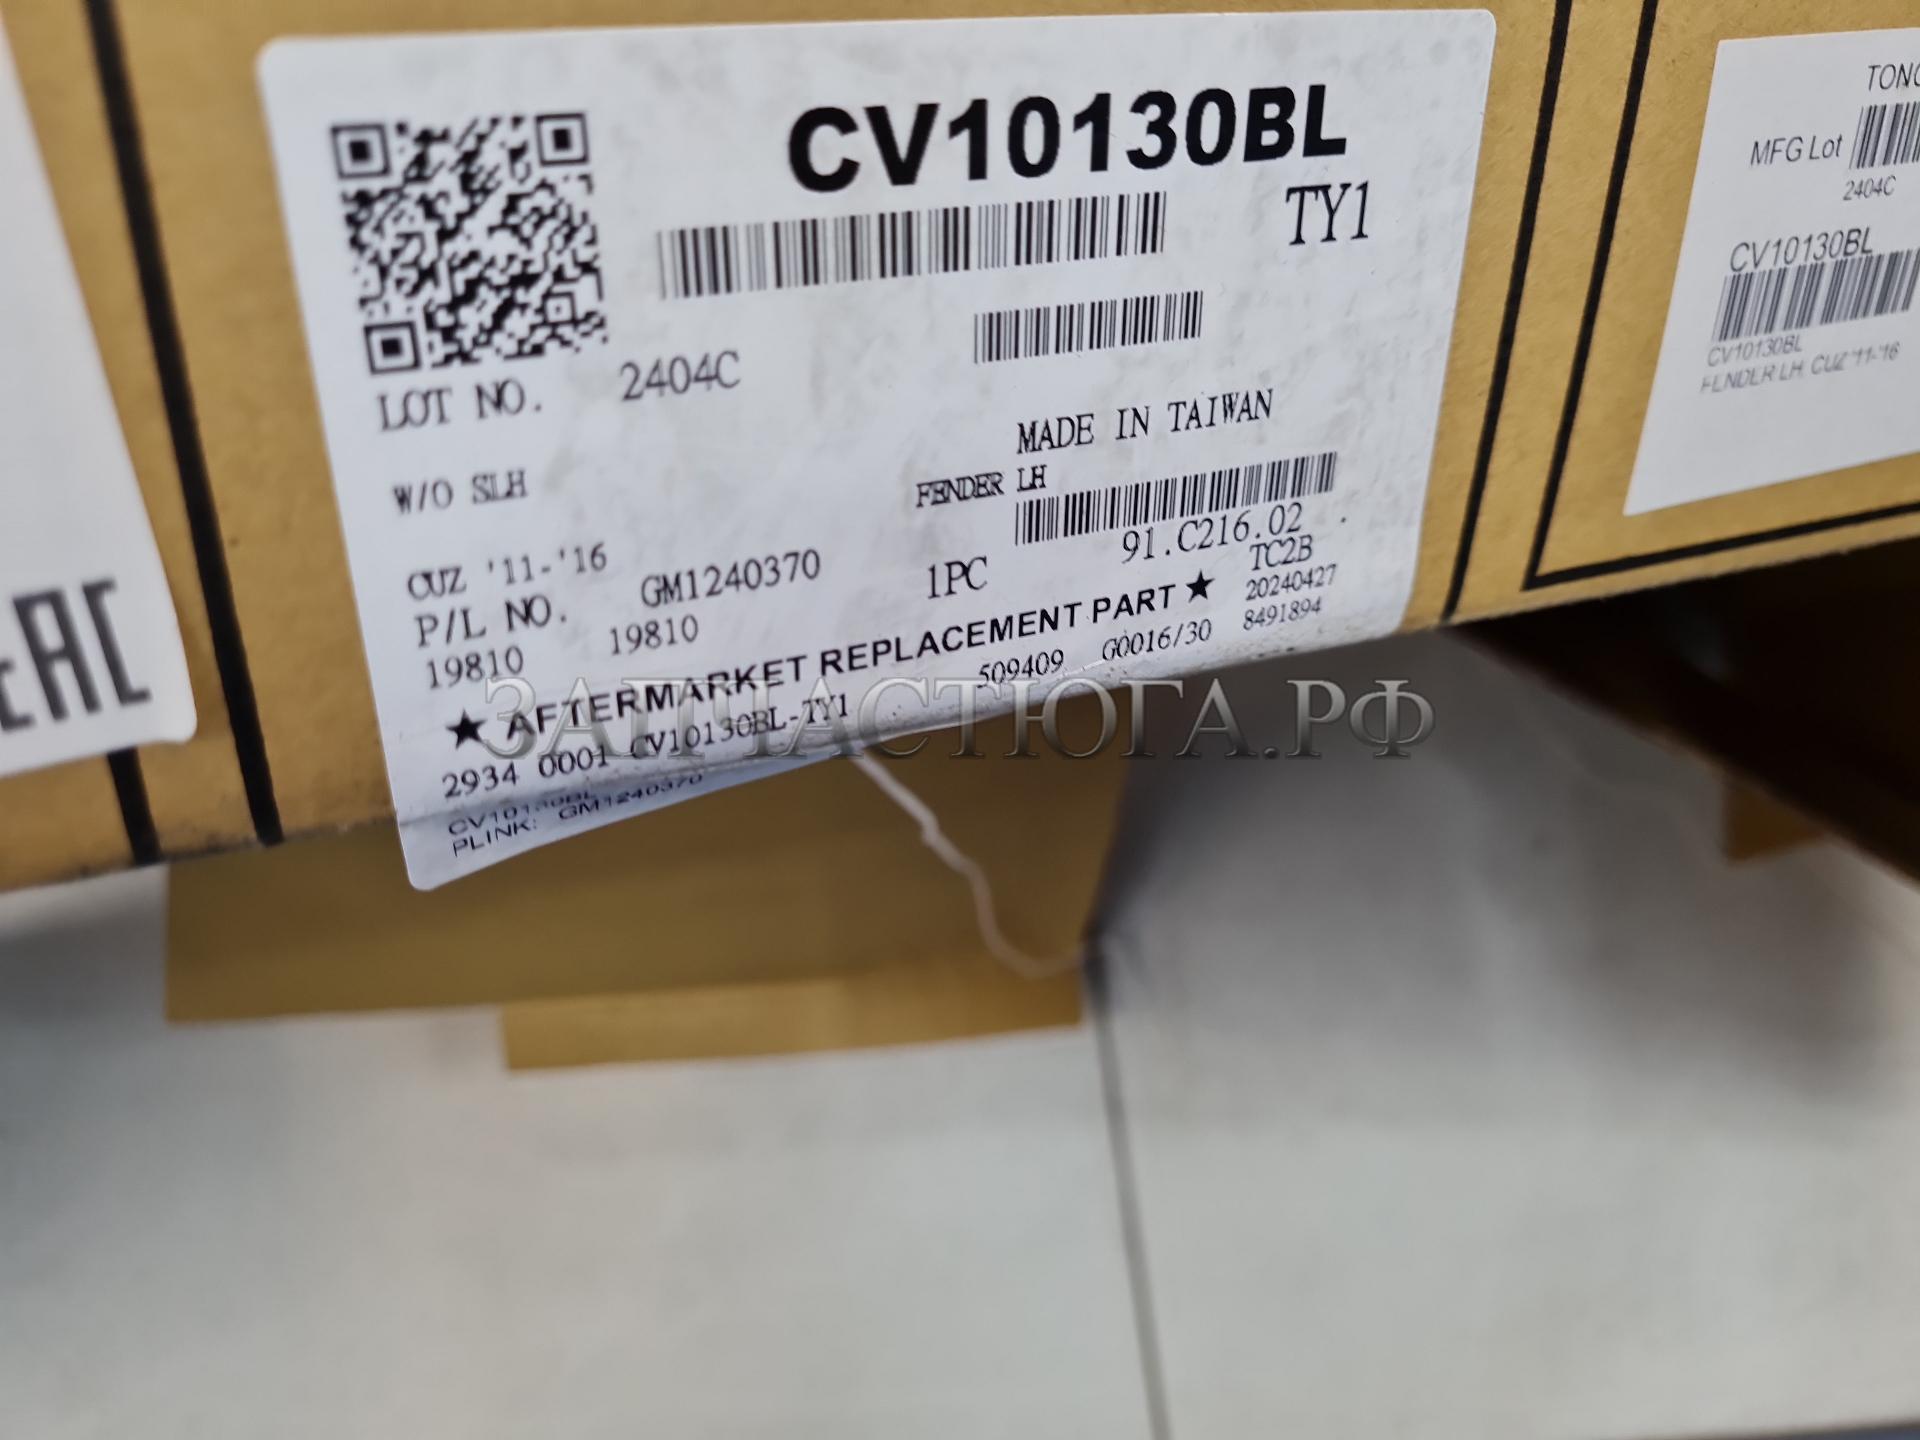 CV10130BL
TY1
LOT NO. 2404C
MADE IN TAIWAN
W/O SLH
FENDER LH
CUZ '11-'16
91.C216.02
P/L NO. GM1240370
1PC
TC2B
19810 19810
20240427
★ AFTERMARKET REPLACEMENT PART ★
8491894
2934 0001 CV10130BL-TY1 509409 G0016/30
CV10130BL
PLINK: GM1240370
EAC
MFG Lot
2404C
CV10130BL
CV10130BL
FENDER LH CUZ '11-'16
ЗАПЧАСТЮГА.РФ